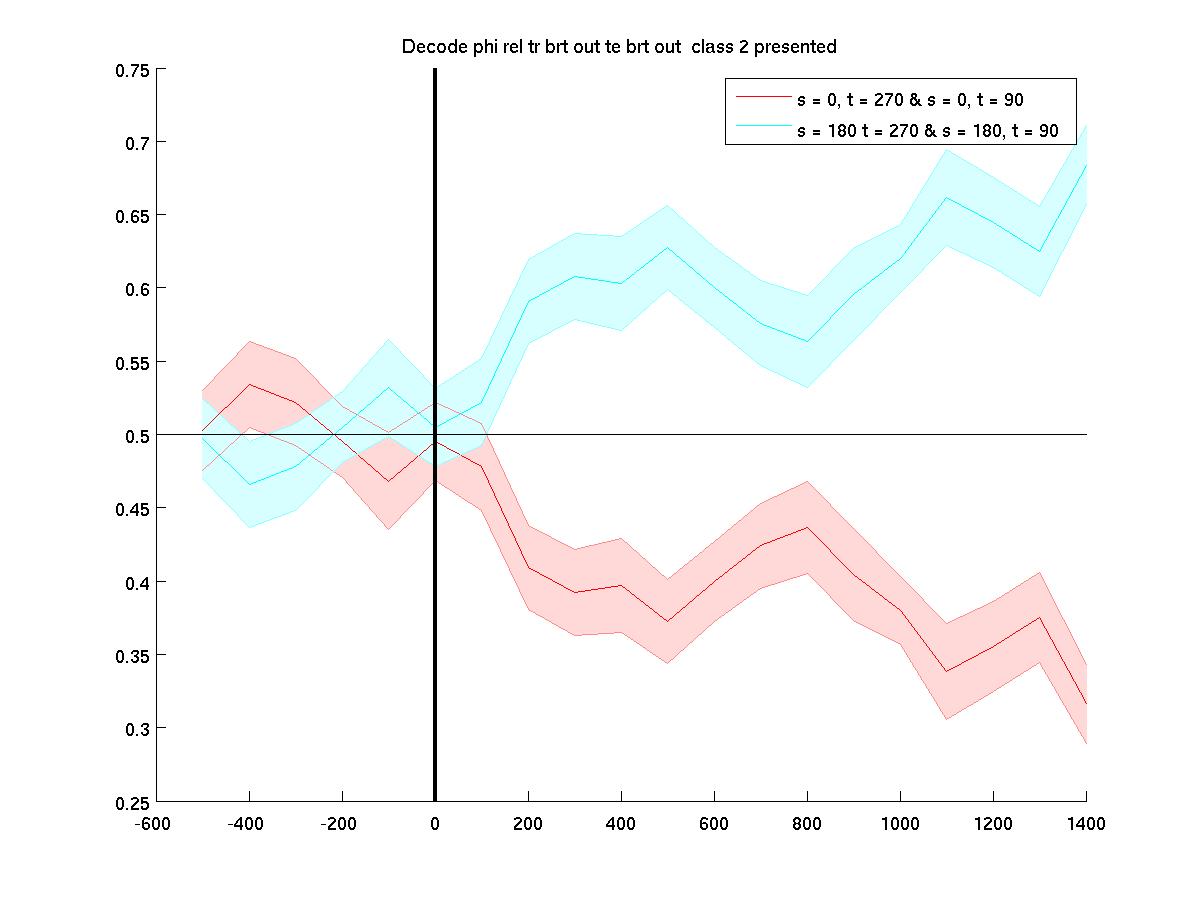 Decode phi rel tr brt out te brt out  class 2 presented
0.75
s = 0, t = 270 & s = 0, t = 90
s = 180 t = 270 & s = 180, t = 90
0.7
0.65
0.6
0.55
0.5
0.45
0.4
0.35
0.3
0.25
-600 -400 -200 0 200 400 600 800 1000 1200 1400